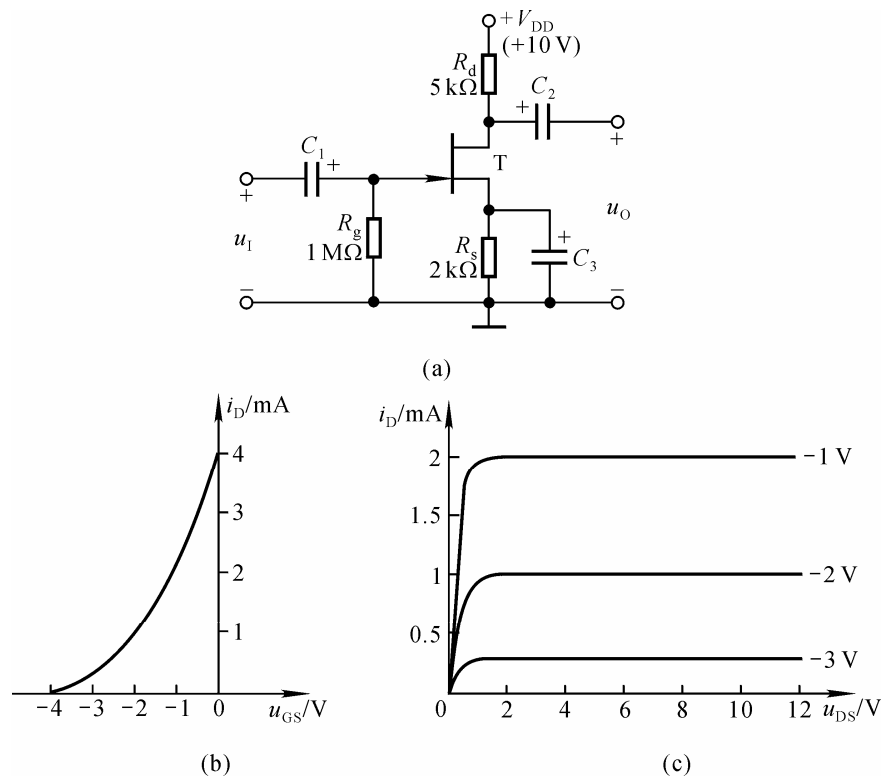 +V_DD
(+10 V)
R_d
5 kΩ
C_2
+
+
C_1
+
T
+
R_g
1 MΩ
u_I
R_s
2 kΩ
+
C_3
u_O
−
−
(a)
i_D/mA
4
3
2
1
−4 −3 −2 −1 0 u_GS/V
(b)
i_D/mA
2
1.5
1
0.5
−1 V
−2 V
−3 V
0 2 4 6 8 10 12 u_DS/V
(c)